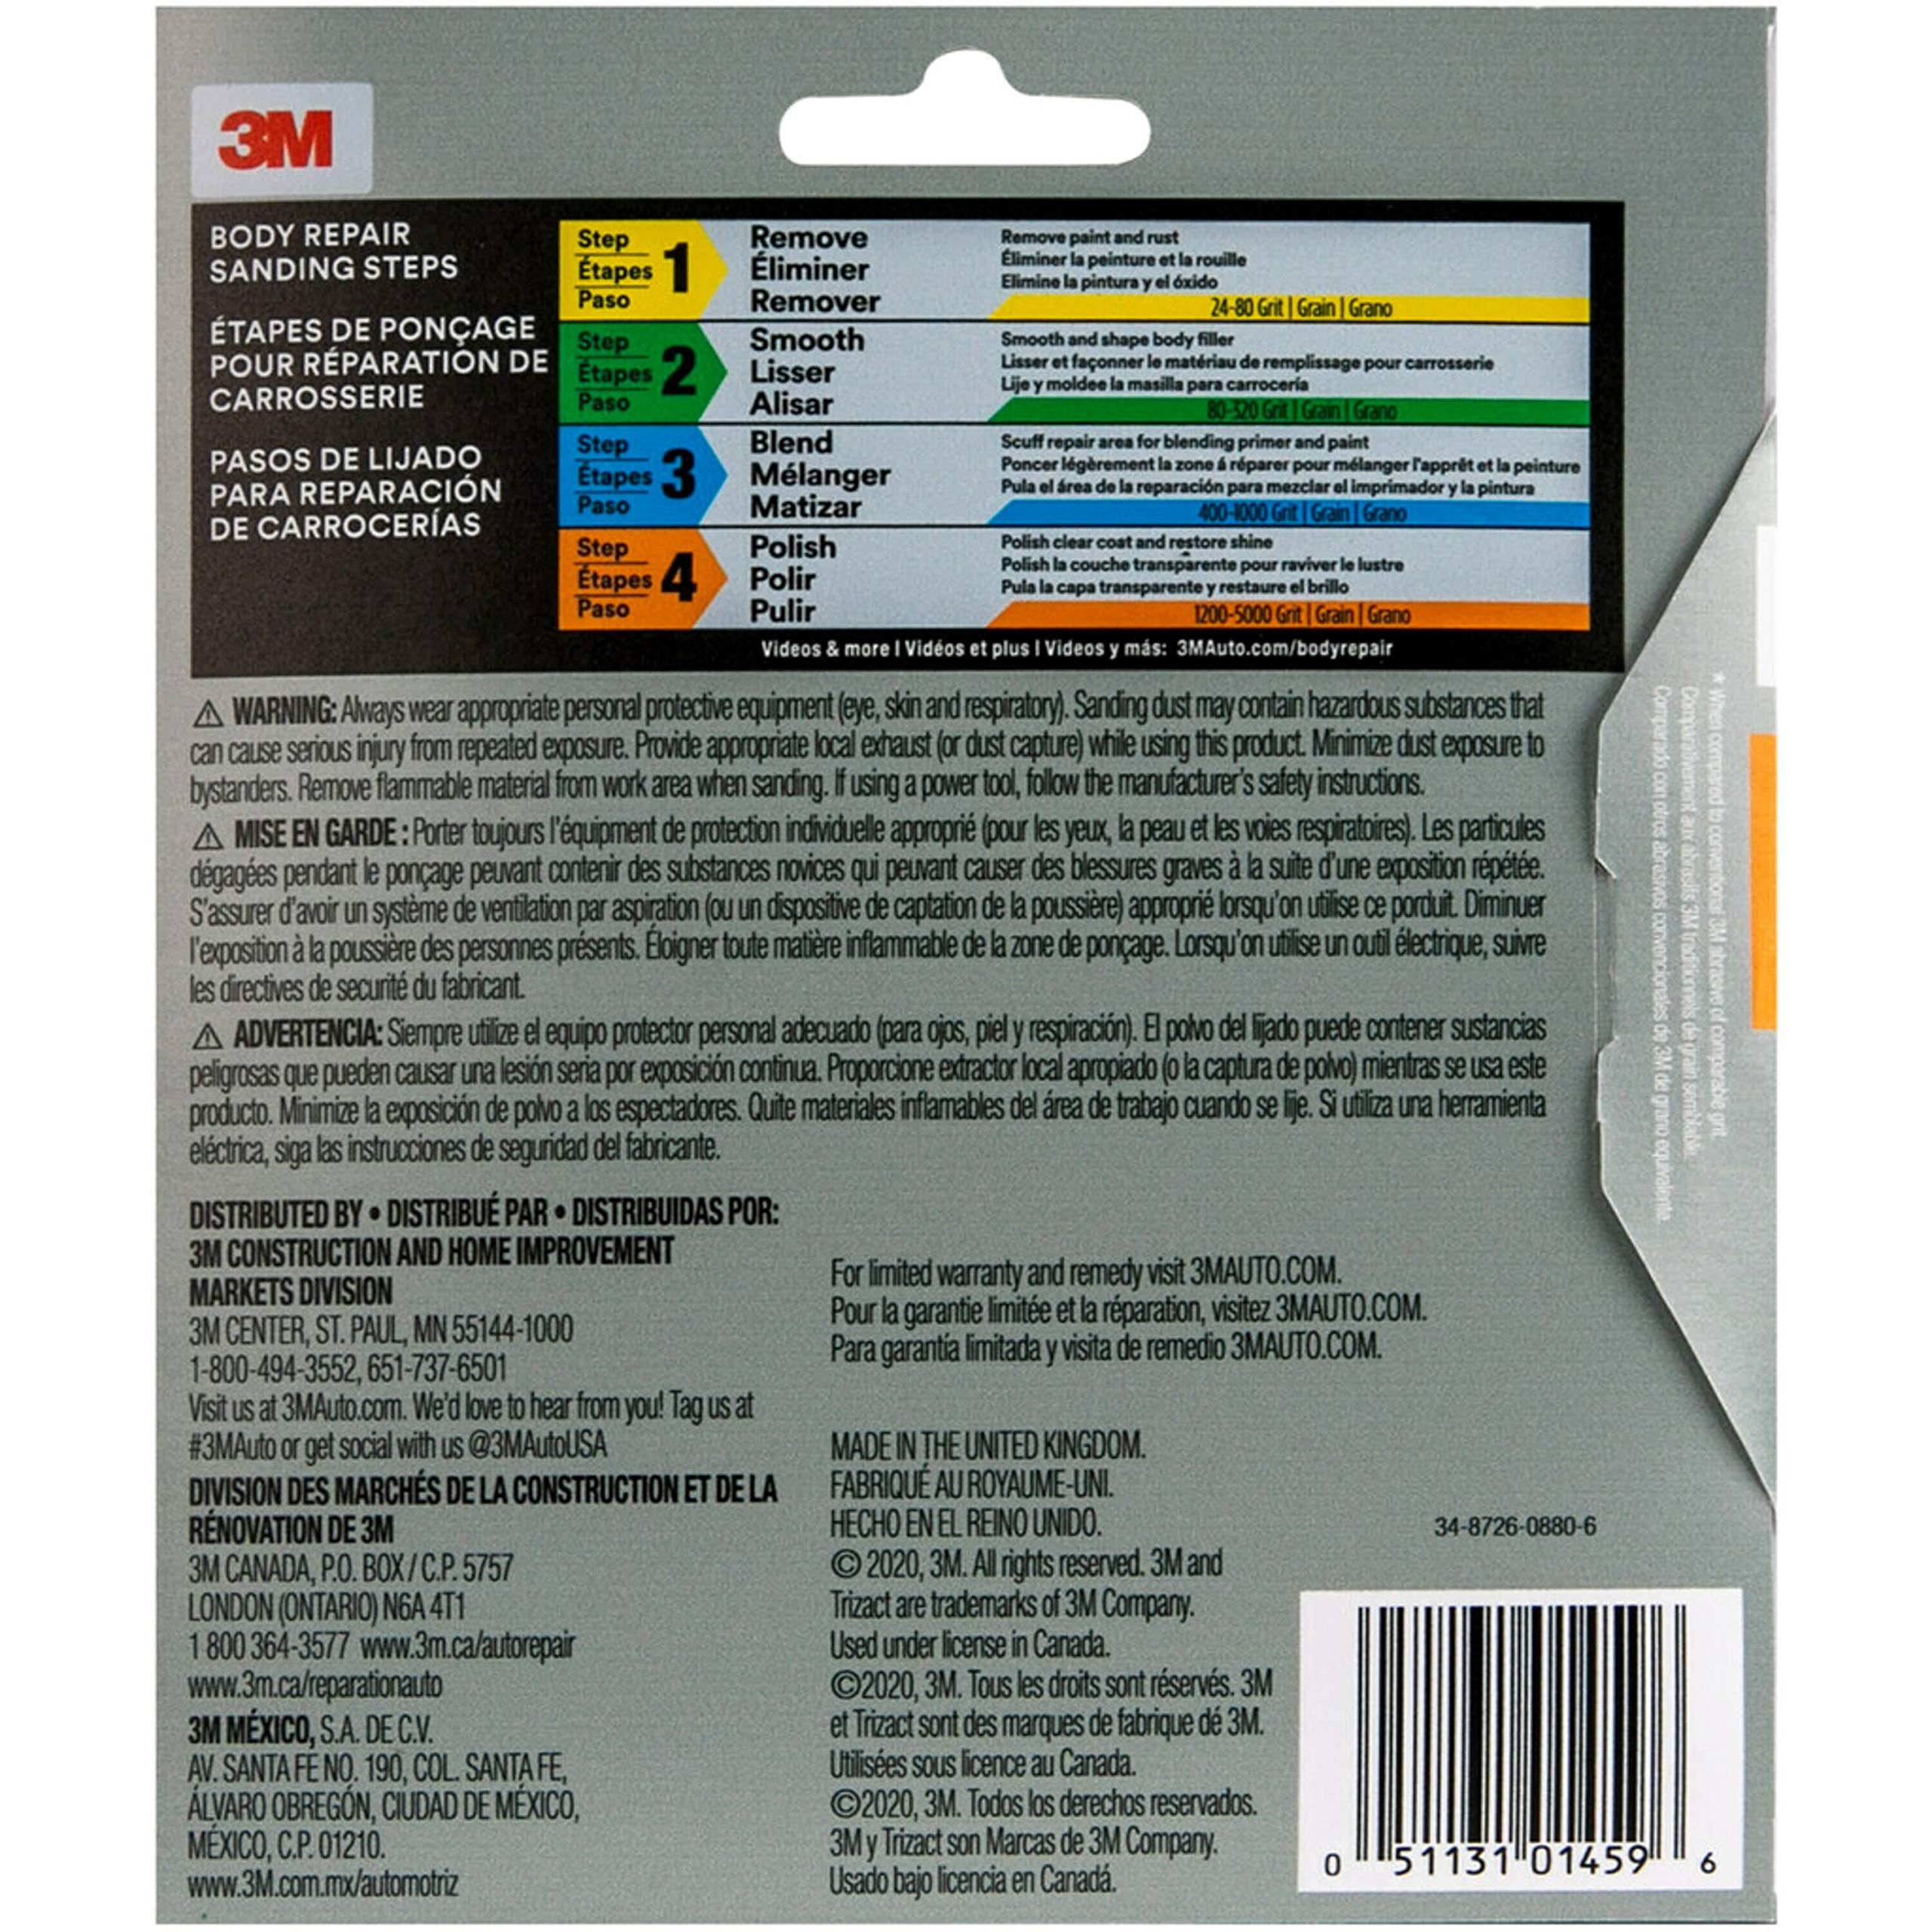 3M
BODY REPAIR
SANDING STEPS
ÉTAPES DE PONÇAGE
POUR RÉPARATION DE
CARROSSERIE
PASOS DE LIJADO
PARA REPARACIÓN
DE CARROCERÍAS
Step
Étapes
Paso
1
Remove
Éliminer
Remover
Remove paint and rust
Éliminer la peinture et la rouille
Elimine la pintura y el óxido
24-80 Grit | Grain | Grano
Step
Étapes
Paso
2
Smooth
Lisser
Alisar
Smooth and shape body filler
Lisser et façonner le matériau de remplissage pour carrosserie
Lije y moldee la masilla para carrocería
80-320 Grit | Grain | Grano
Step
Étapes
Paso
3
Blend
Mélanger
Matizar
Scuff repair area for blending primer and paint
Poncer légèrement la zone á réparer pour mélanger l'apprêt et la peinture
Pula el área de la reparación para mezclar el imprimador y la pintura
400-1000 Grit | Grain | Grano
Step
Étapes
Paso
4
Polish
Polir
Pulir
Polish clear coat and restore shine
Polish la couche transparente pour raviver le lustre
Pula la capa transparente y restaure el brillo
1200-5000 Grit | Grain | Grano
Videos & more I Vidéos et plus I Videos y más: 3MAuto.com/bodyrepair
⚠ WARNING: Always wear appropriate personal protective equipment (eye, skin and respiratory). Sanding dust may contain hazardous substances that
can cause serious injury from repeated exposure. Provide appropriate local exhaust (or dust capture) while using this product. Minimize dust exposure to
bystanders. Remove flammable material from work area when sanding. If using a power tool, follow the manufacturer's safety instructions.
⚠ MISE EN GARDE : Porter toujours l'équipment de protection individuelle approprié (pour les yeux, la peau et les voies respiratoires). Les particules
dégagées pendant le ponçage peuvant contenir des substances novices qui peuvant causer des blessures graves à la suite d'une exposition répétée.
S'assurer d'avoir un système de ventilation par aspiration (ou un dispositive de captation de la poussière) approprié lorsqu'on utilise ce porduit. Diminuer
l'exposition à la poussière des personnes présents. Éloigner toute matière inflammable de la zone de ponçage. Lorsqu'on utilise un outil électrique, suivre
les directives de securité du fabricant.
⚠ ADVERTENCIA: Siempre utilize el equipo protector personal adecuado (para ojos, piel y respiración). El polvo del lijado puede contener sustancias
peligrosas que pueden causar una lesión seria por exposición continua. Proporcione extractor local apropiado (o la captura de polvo) mientras se usa este
producto. Minimize la exposición de polvo a los espectadores. Quite materiales inflamables del área de trabajo cuando se lije. Si utiliza una herramienta
eléctrica, siga las instrucciones de seguridad del fabricante.
DISTRIBUTED BY • DISTRIBUÉ PAR • DISTRIBUIDAS POR:
3M CONSTRUCTION AND HOME IMPROVEMENT
MARKETS DIVISION
3M CENTER, ST. PAUL, MN 55144-1000
1-800-494-3552, 651-737-6501
Visit us at 3MAuto.com. We'd love to hear from you! Tag us at
#3MAuto or get social with us @3MAutoUSA
DIVISION DES MARCHÉS DE LA CONSTRUCTION ET DE LA
RÉNOVATION DE 3M
3M CANADA, P.O. BOX / C.P. 5757
LONDON (ONTARIO) N6A 4T1
1 800 364-3577 www.3m.ca/autorepair
www.3m.ca/reparationauto
3M MÉXICO, S.A. DE C.V.
AV. SANTA FE NO. 190, COL. SANTA FE,
ÁLVARO OBREGÓN, CIUDAD DE MÉXICO,
MÉXICO, C.P. 01210.
www.3M.com.mx/automotriz
For limited warranty and remedy visit 3MAUTO.COM.
Pour la garantie limitée et la réparation, visitez 3MAUTO.COM.
Para garantía limitada y visita de remedio 3MAUTO.COM.
MADE IN THE UNITED KINGDOM.
FABRIQUÉ AU ROYAUME-UNI.
HECHO EN EL REINO UNIDO.
© 2020, 3M. All rights reserved. 3M and
Trizact are trademarks of 3M Company.
Used under license in Canada.
©2020, 3M. Tous les droits sont réservés. 3M
et Trizact sont des marques de fabrique dé 3M.
Utilisées sous licence au Canada.
©2020, 3M. Todos los derechos reservados.
3M y Trizact son Marcas de 3M Company.
Usado bajo licencia en Canadá.
34-8726-0880-6
0 51131 01459 6
* When compared to conventional 3M abrasive of comparable grit.
Comparativement aux abrasifs 3M traditionnels de grain semblable.
Comparado con otros abrasivos convencionales de 3M de grano equivalente.